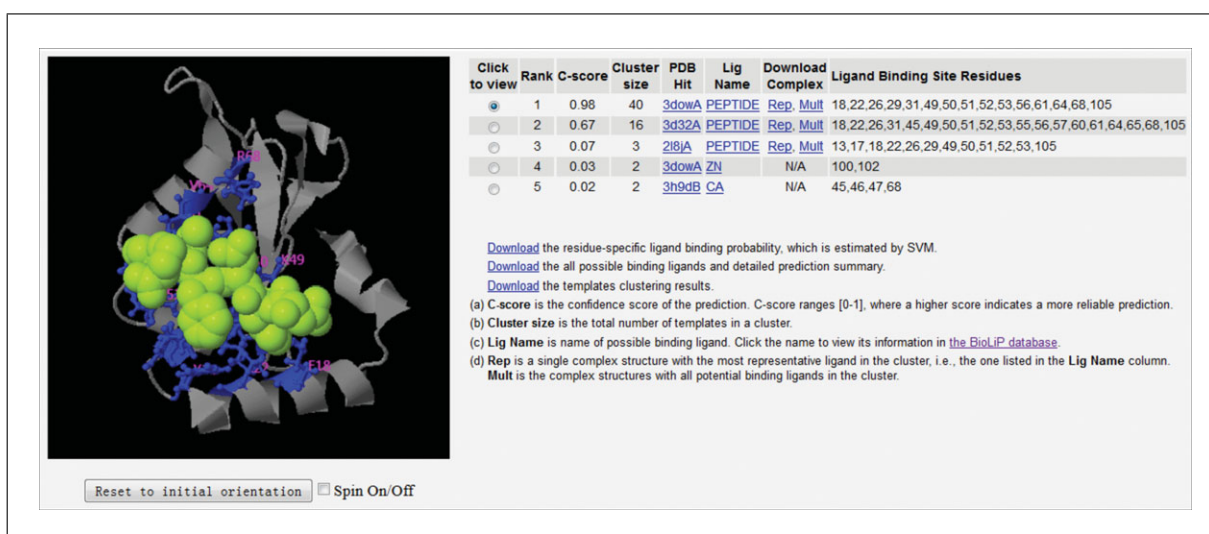 Click to view Rank C-score Cluster size PDB Hit Lig Name Download Complex Ligand Binding Site Residues
1 0.98 40 3dowA PEPTIDE Rep, Mult 18,22,26,29,31,49,50,51,52,53,56,61,64,68,105
2 0.67 16 3d32A PEPTIDE Rep, Mult 18,22,26,31,45,49,50,51,52,53,55,56,57,60,61,64,65,68,105
3 0.07 3 2l8jA PEPTIDE Rep, Mult 13,17,18,22,26,29,49,50,51,52,53,105
4 0.03 2 3dowA ZN N/A 100,102
5 0.02 2 3h9dB CA N/A 45,46,47,68
Download the residue-specific ligand binding probability, which is estimated by SVM.
Download the all possible binding ligands and detailed prediction summary.
Download the templates clustering results.
(a) C-score is the confidence score of the prediction. C-score ranges [0-1], where a higher score indicates a more reliable prediction.
(b) Cluster size is the total number of templates in a cluster.
(c) Lig Name is name of possible binding ligand. Click the name to view its information in the BioLiP database.
(d) Rep is a single complex structure with the most representative ligand in the cluster, i.e., the one listed in the Lig Name column.
Mult is the complex structures with all potential binding ligands in the cluster.
R68
Reset to initial orientation Spin On/Off